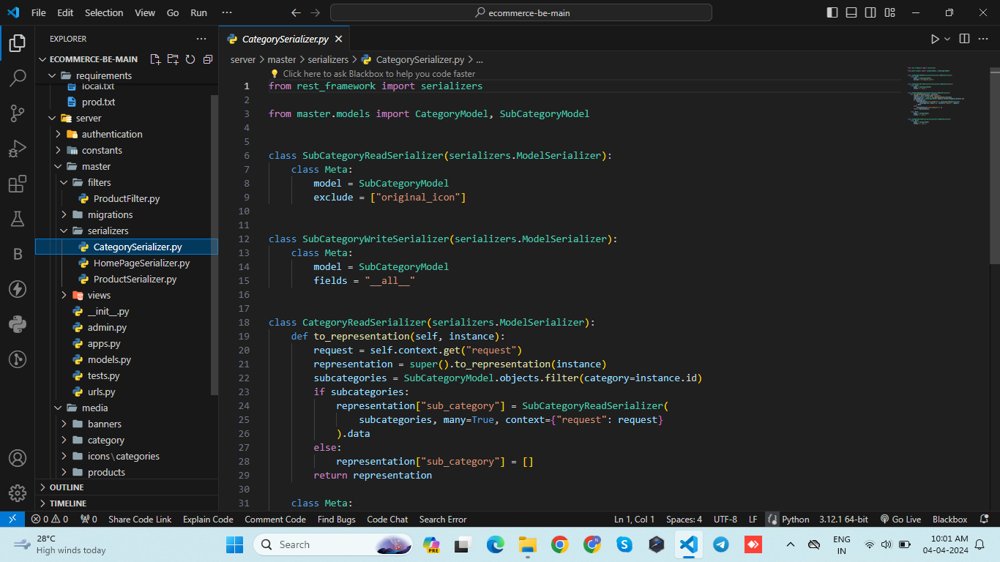 File Edit Selection View Go Run ···
ecommerce-be-main
EXPLORER ···
ECOMMERCE-BE-MAIN
requirements
local.txt
prod.txt
server
authentication
constants
master
filters
ProductFilter.py
migrations
serializers
CategorySerializer.py
HomePageSerializer.py
ProductSerializer.py
views
__init__.py
admin.py
apps.py
models.py
tests.py
urls.py
media
banners
category
icons\categories
products
OUTLINE
TIMELINE
CategorySerializer.py
server > master > serializers > CategorySerializer.py > ...
Click here to ask Blackbox to help you code faster
1 from rest_framework import serializers
2
3 from master.models import CategoryModel, SubCategoryModel
4
5
6 class SubCategoryReadSerializer(serializers.ModelSerializer):
7 class Meta:
8 model = SubCategoryModel
9 exclude = ["original_icon"]
10
11
12 class SubCategoryWriteSerializer(serializers.ModelSerializer):
13 class Meta:
14 model = SubCategoryModel
15 fields = "__all__"
16
17
18 class CategoryReadSerializer(serializers.ModelSerializer):
19 def to_representation(self, instance):
20 request = self.context.get("request")
21 representation = super().to_representation(instance)
22 subcategories = SubCategoryModel.objects.filter(category=instance.id)
23 if subcategories:
24 representation["sub_category"] = SubCategoryReadSerializer(
25 subcategories, many=True, context={"request": request}
26 ).data
27 else:
28 representation["sub_category"] = []
29 return representation
30
31 class Meta:
0 0 0 Share Code Link Explain Code Comment Code Find Bugs Code Chat Search Error Ln 1, Col 1 Spaces: 4 UTF-8 LF Python 3.12.1 64-bit Go Live Blackbox
28°C
High winds today
Search
PRE
N
ENG
IN
10:01 AM
04-04-2024